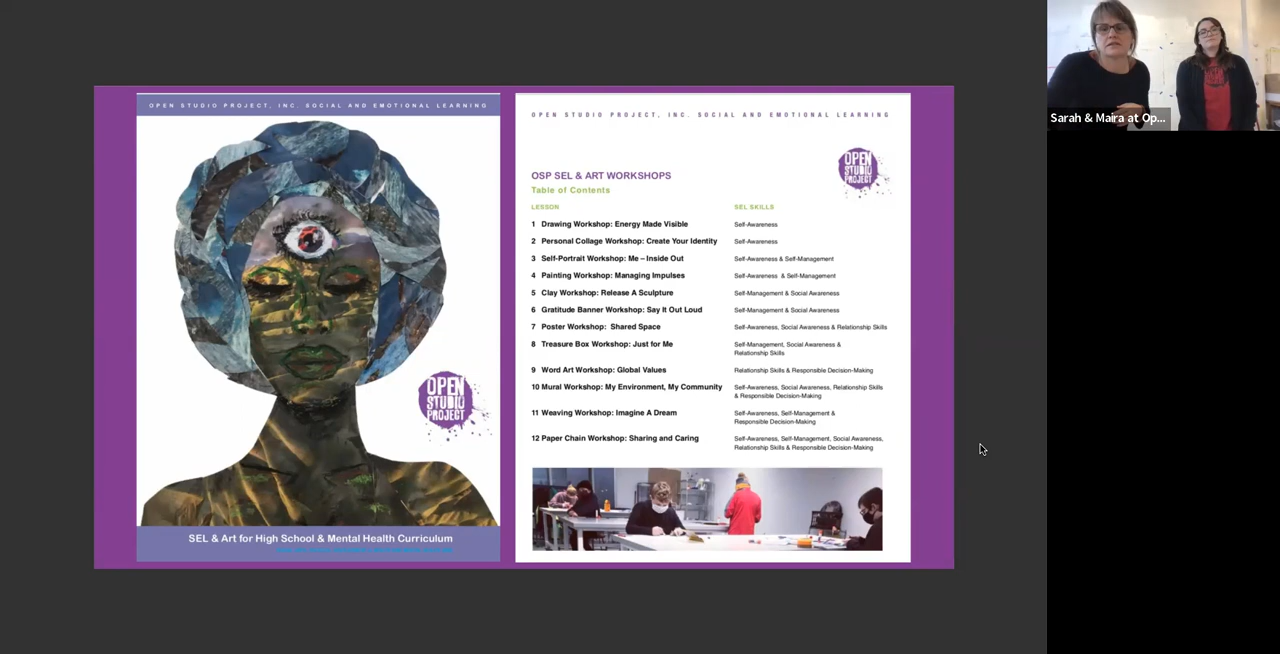 OPEN STUDIO PROJECT, INC. SOCIAL AND EMOTIONAL LEARNING
OPEN
STUDIO
PROJECT
SEL & Art for High School & Mental Health Curriculum
OPEN STUDIO PROJECT, INC. SOCIAL AND EMOTIONAL LEARNING
OPEN
STUDIO
PROJECT
OSP SEL & ART WORKSHOPS
Table of Contents
LESSON SEL SKILLS
1 Drawing Workshop: Energy Made Visible Self-Awareness
2 Personal Collage Workshop: Create Your Identity Self-Awareness
3 Self-Portrait Workshop: Me – Inside Out Self-Awareness & Self-Management
4 Painting Workshop: Managing Impulses Self-Awareness & Self-Management
5 Clay Workshop: Release A Sculpture Self-Management & Social Awareness
6 Gratitude Banner Workshop: Say It Out Loud Self-Management & Social Awareness
7 Poster Workshop: Shared Space Self-Awareness, Social Awareness & Relationship Skills
8 Treasure Box Workshop: Just for Me Self-Management, Social Awareness &
Relationship Skills
9 Word Art Workshop: Global Values Relationship Skills & Responsible Decision-Making
10 Mural Workshop: My Environment, My Community Self-Awareness, Social Awareness, Relationship Skills
& Responsible Decision-Making
11 Weaving Workshop: Imagine A Dream Self-Awareness, Self-Management &
Responsible Decision-Making
12 Paper Chain Workshop: Sharing and Caring Self-Awareness, Self-Management, Social Awareness,
Relationship Skills & Responsible Decision-Making
Sarah & Maira at Op...